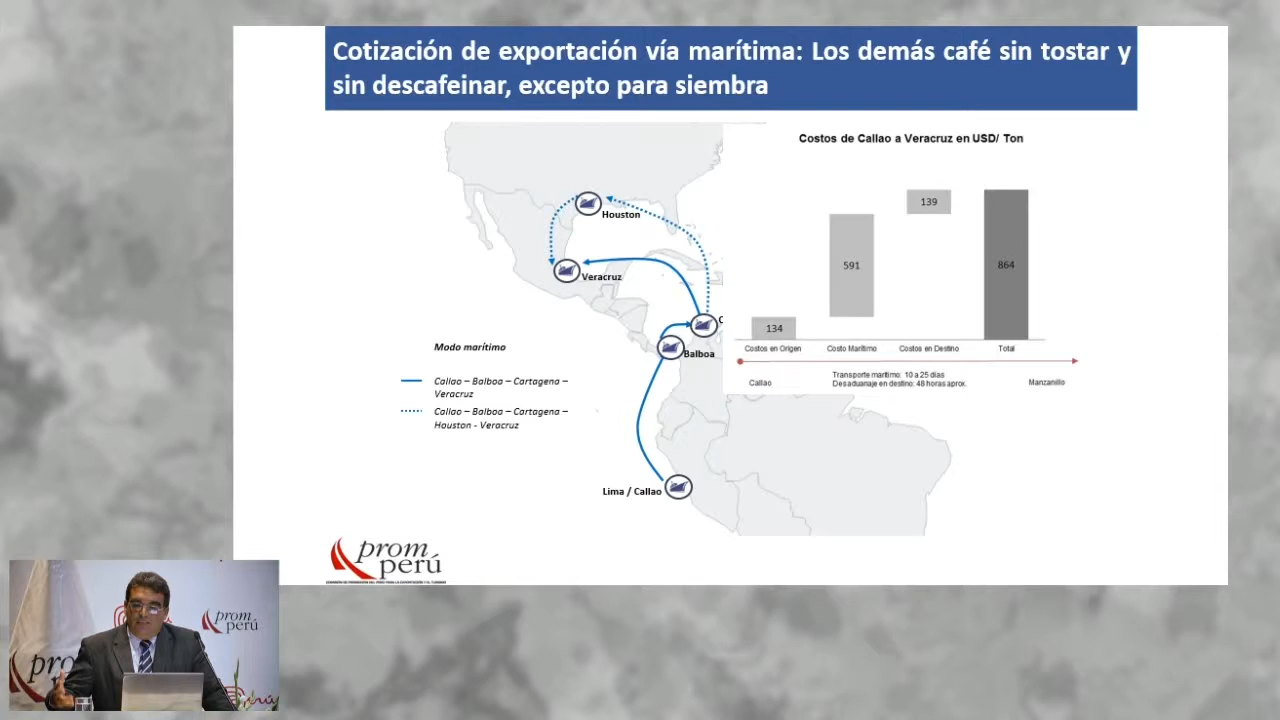 Cotización de exportación vía marítima: Los demás café sin tostar y
sin descafeinar, excepto para siembra
Costos de Callao a Veracruz en USD/ Ton
139
591
864
134
Costos en Origen
Costo Marítimo
Costos en Destino
Total
Transporte marítimo: 10 a 25 días
Desaduanaje en destino: 48 horas aprox.
Callao
Manzanillo
Houston
Veracruz
C
Balboa
Lima / Callao
Modo marítimo
Callao – Balboa – Cartagena –
Veracruz
Callao – Balboa – Cartagena –
Houston - Veracruz
prom
perú
prom
perú
pro